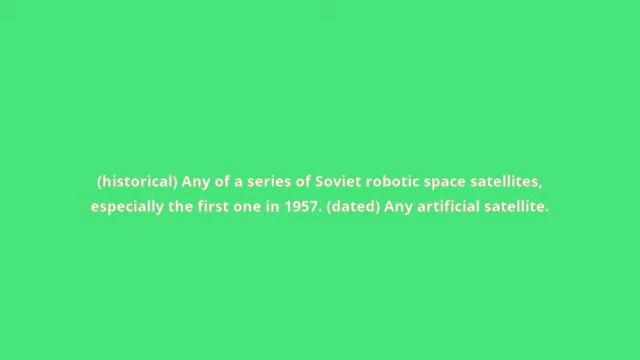 (historical) Any of a series of Soviet robotic space satellites,
especially the first one in 1957. (dated) Any artificial satellite.